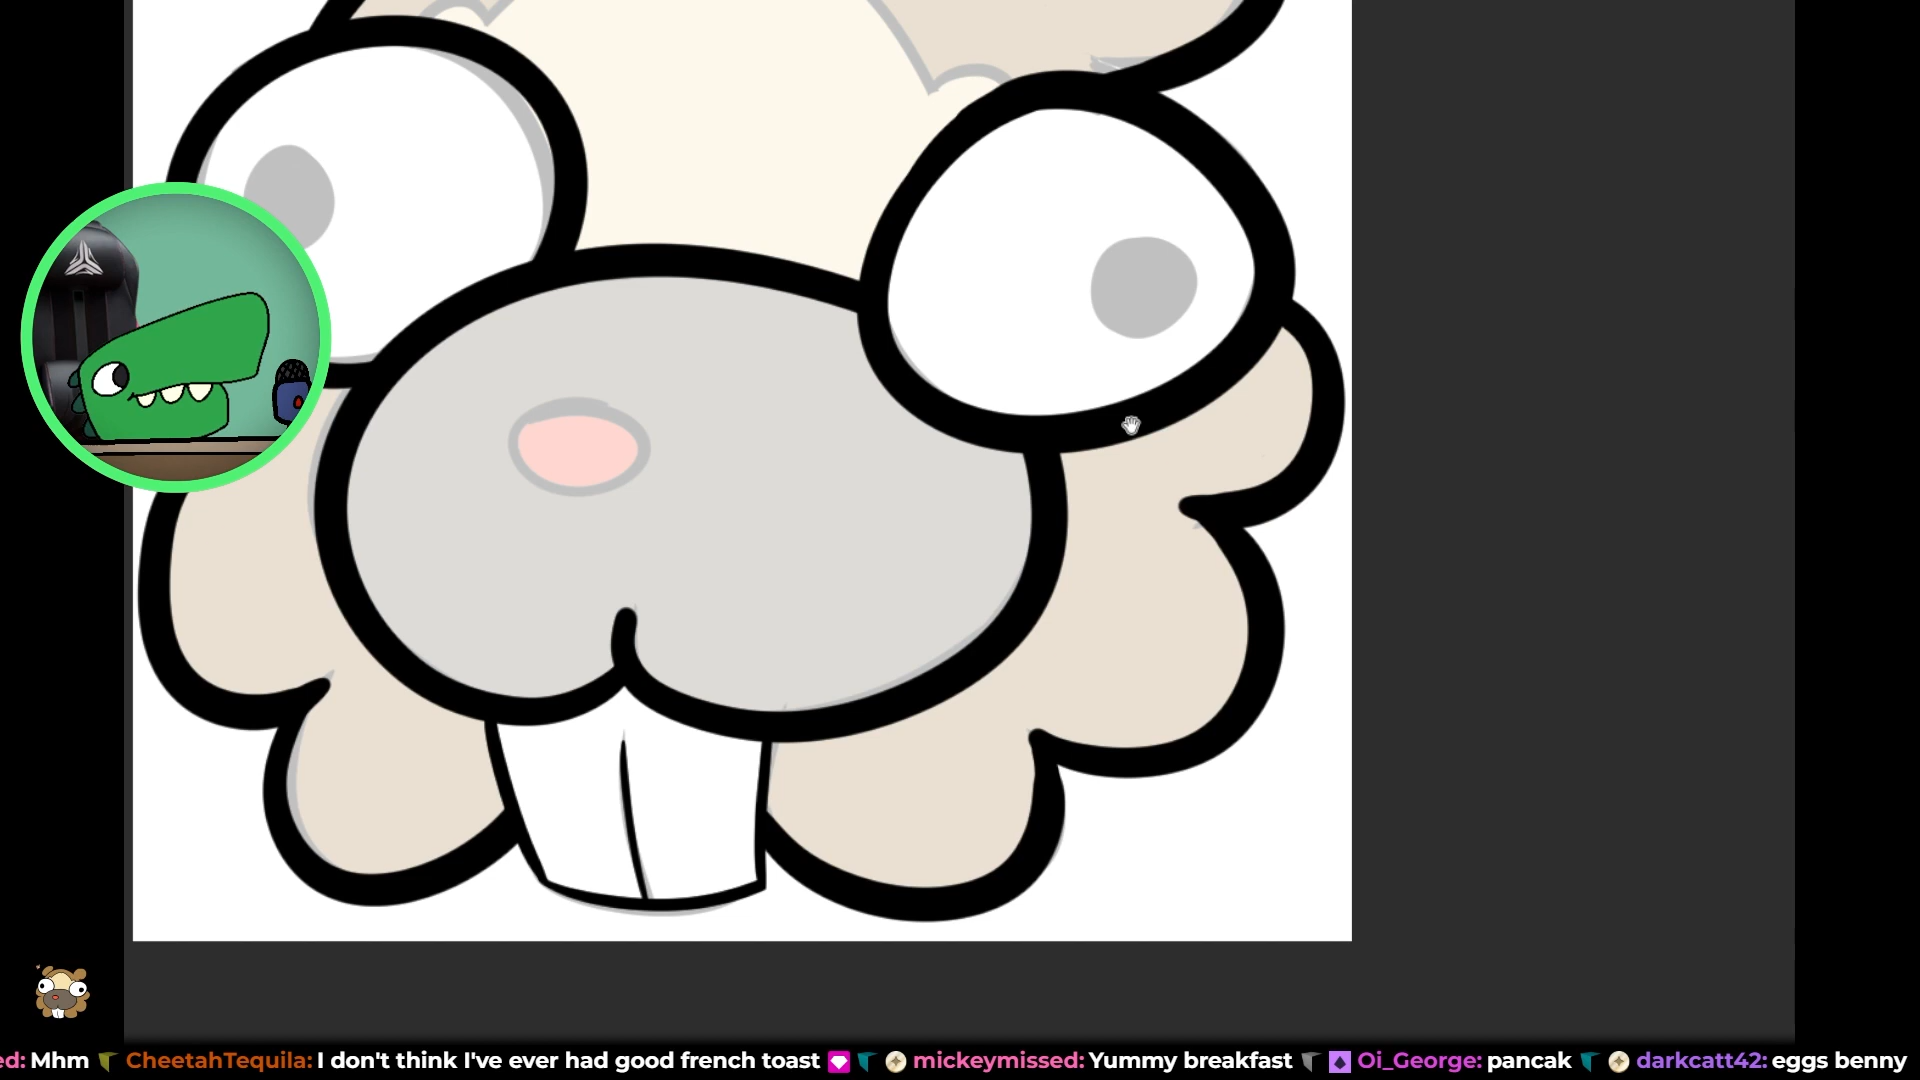 ed: Mhm CheetahTequila: I don't think I've ever had good french toast mickeymissed: Yummy breakfast Oi_George: pancak darkcatt42: eggs benny